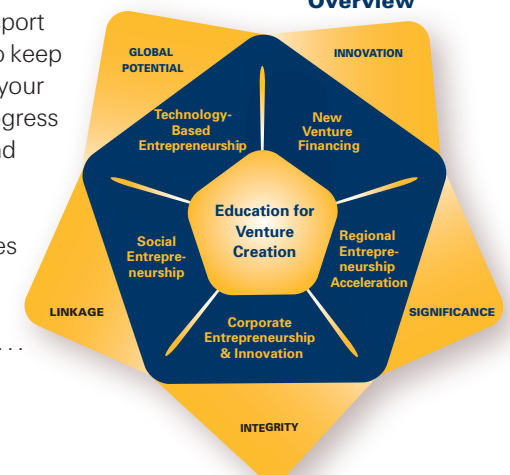 Overview
sport
o keep
your
gress
nd
es
...
GLOBAL
POTENTIAL
INNOVATION
Technology-
Based
Entrepreneurship
New
Venture
Financing
Education for
Venture
Creation
Social
Entrepre-
neurship
Regional
Entrepre-
neurship
Acceleration
LINKAGE
SIGNIFICANCE
Corporate
Entrepreneurship
& Innovation
INTEGRITY